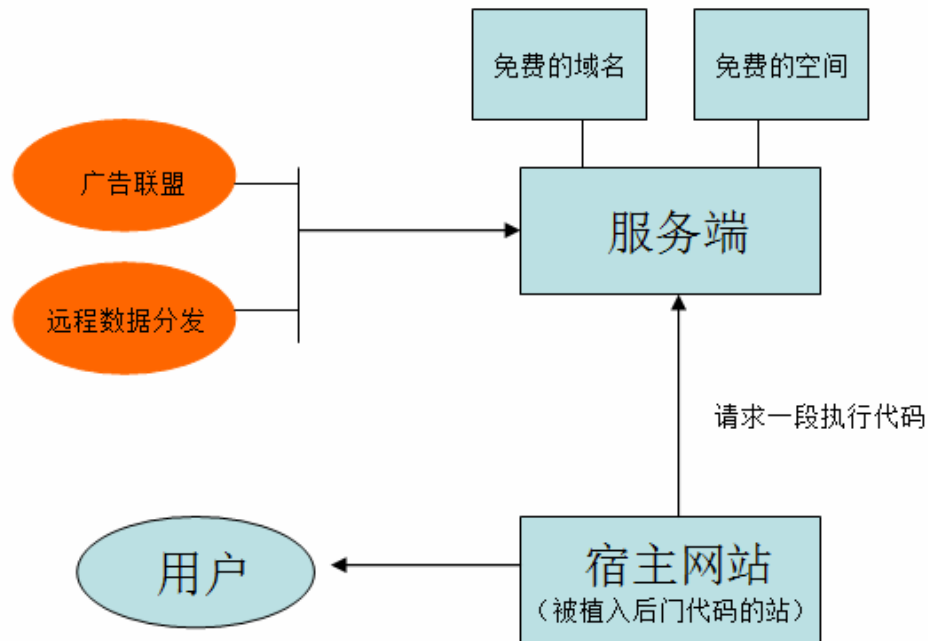 免费的域名
免费的空间
广告联盟
服务端
远程数据分发
请求一段执行代码
用户
宿主网站
（被植入后门代码的站）